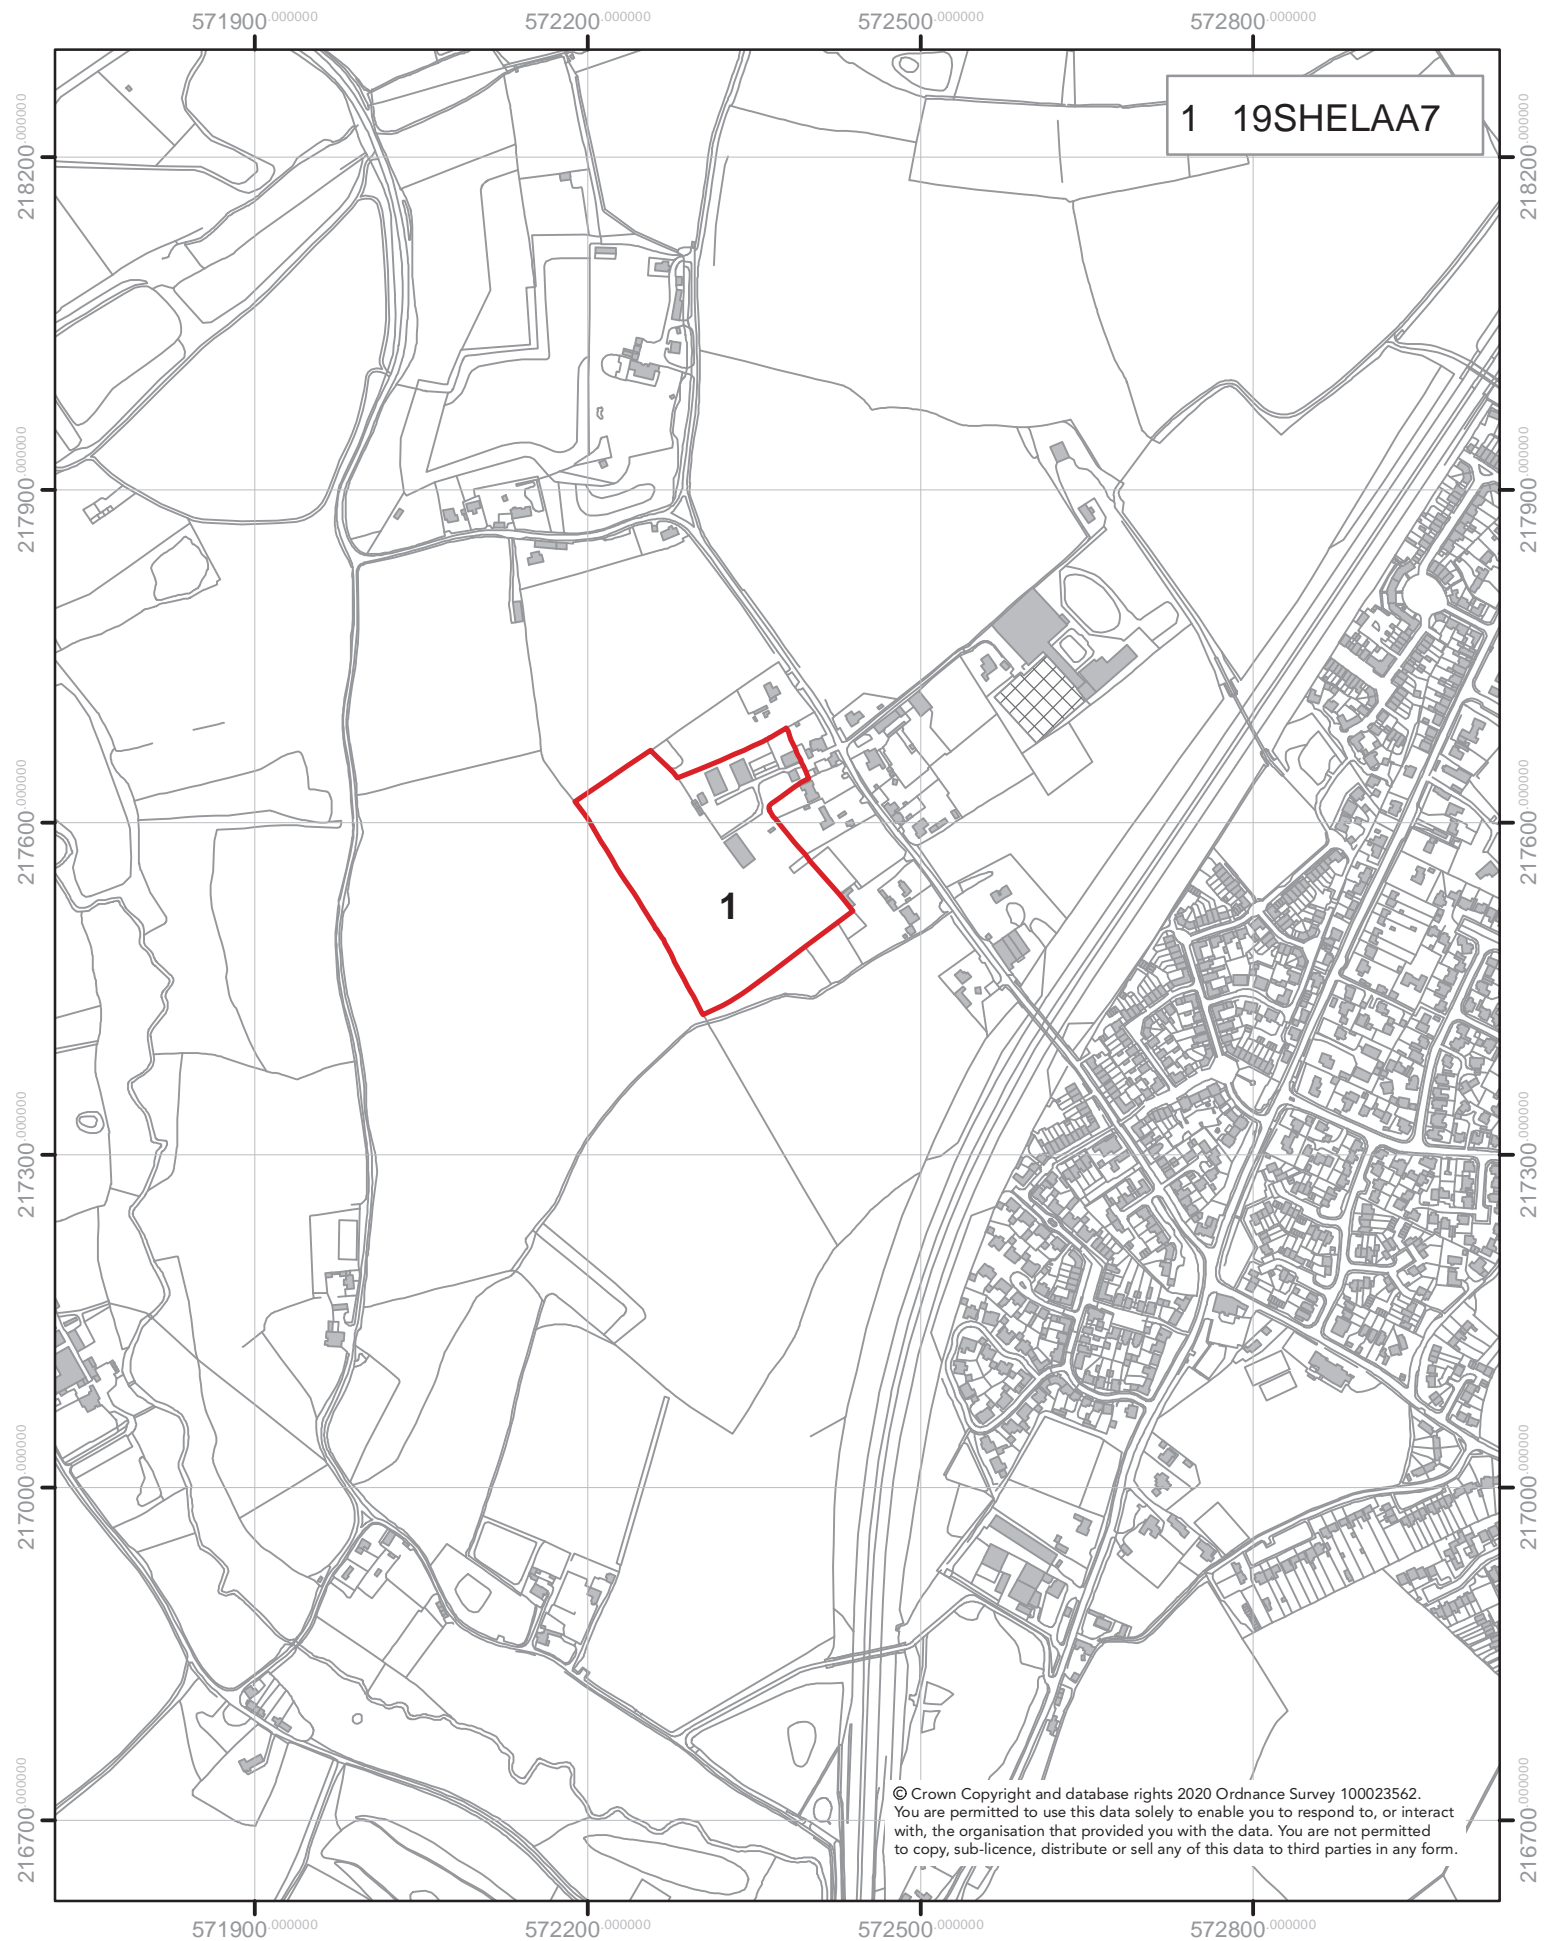 571900.000000 572200.000000 572500.000000 572800.000000
1 19SHELAA7
218200.000000 218200.000000
217900.000000 217900.000000
217600.000000 217600.000000
1
217300.000000 217300.000000
217000.000000 217000.000000
216700.000000 216700.000000
© Crown Copyright and database rights 2020 Ordnance Survey 100023562.
You are permitted to use this data solely to enable you to respond to, or interact
with, the organisation that provided you with the data. You are not permitted
to copy, sub-licence, distribute or sell any of this data to third parties in any form.
571900.000000 572200.000000 572500.000000 572800.000000